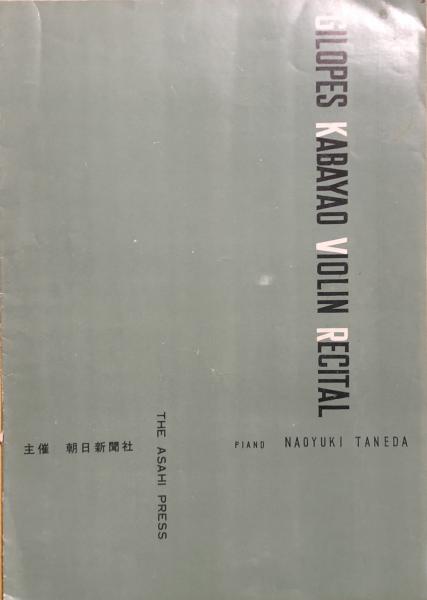 GILOPES KABAYAO VIOLIN RECITAL
PIANO NAOYUKI TANEDA
THE ASAHI PRESS
主催 朝日新聞社